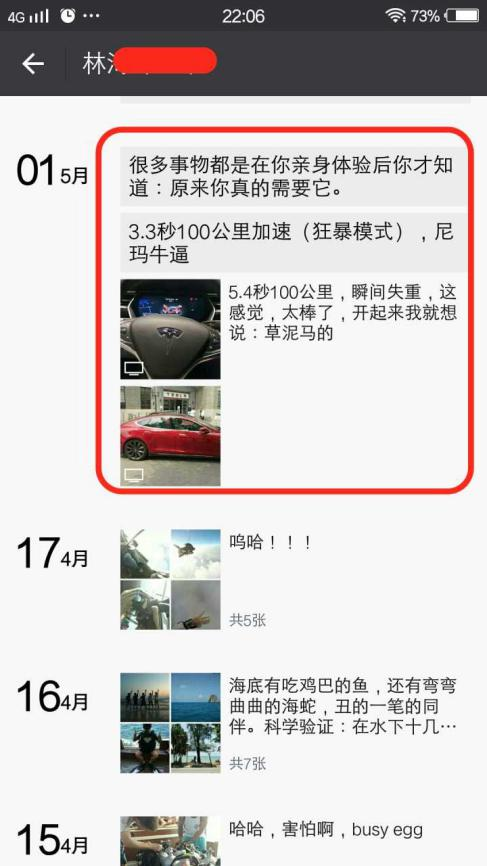 4G 22:06 73%
林
01 5月
很多事物都是在你亲身体验后你才知
道：原来你真的需要它。
3.3秒100公里加速（狂暴模式），尼
玛牛逼
5.4秒100公里，瞬间失重，这
感觉，太棒了，开起来我就想
说：草泥马的
17 4月
呜哈！！！
共5张
16 4月
海底有吃鸡巴的鱼，还有弯弯
曲曲的海蛇，丑的一笔的同
伴。科学验证：在水下十几…
共7张
15 4月
哈哈，害怕啊，busy egg